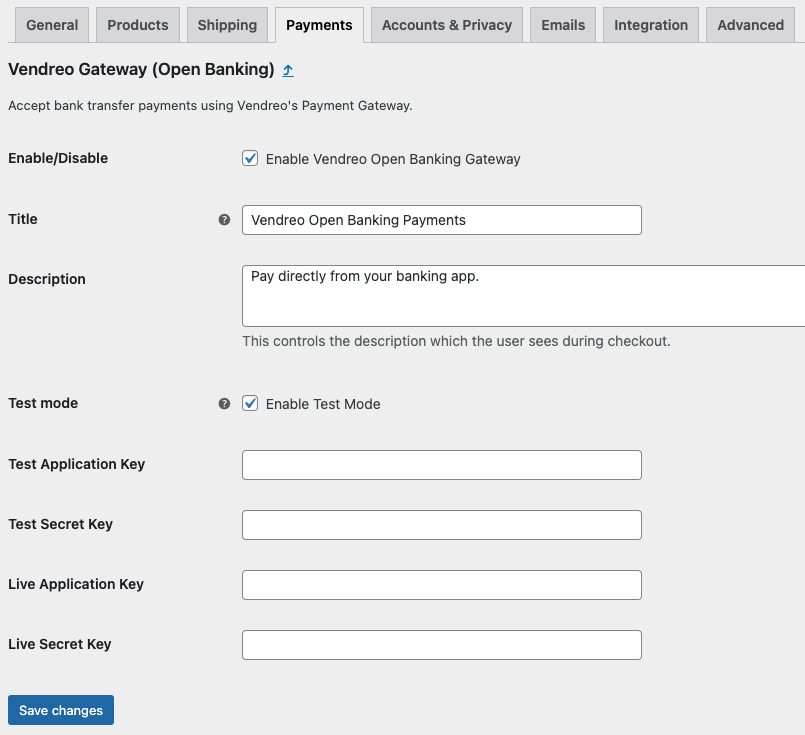 General Products Shipping Payments Accounts & Privacy Emails Integration Advanced
Vendreo Gateway (Open Banking)
Accept bank transfer payments using Vendreo's Payment Gateway.
Enable/Disable Enable Vendreo Open Banking Gateway
Title ? Vendreo Open Banking Payments
Description Pay directly from your banking app.
This controls the description which the user sees during checkout.
Test mode ? Enable Test Mode
Test Application Key
Test Secret Key
Live Application Key
Live Secret Key
Save changes